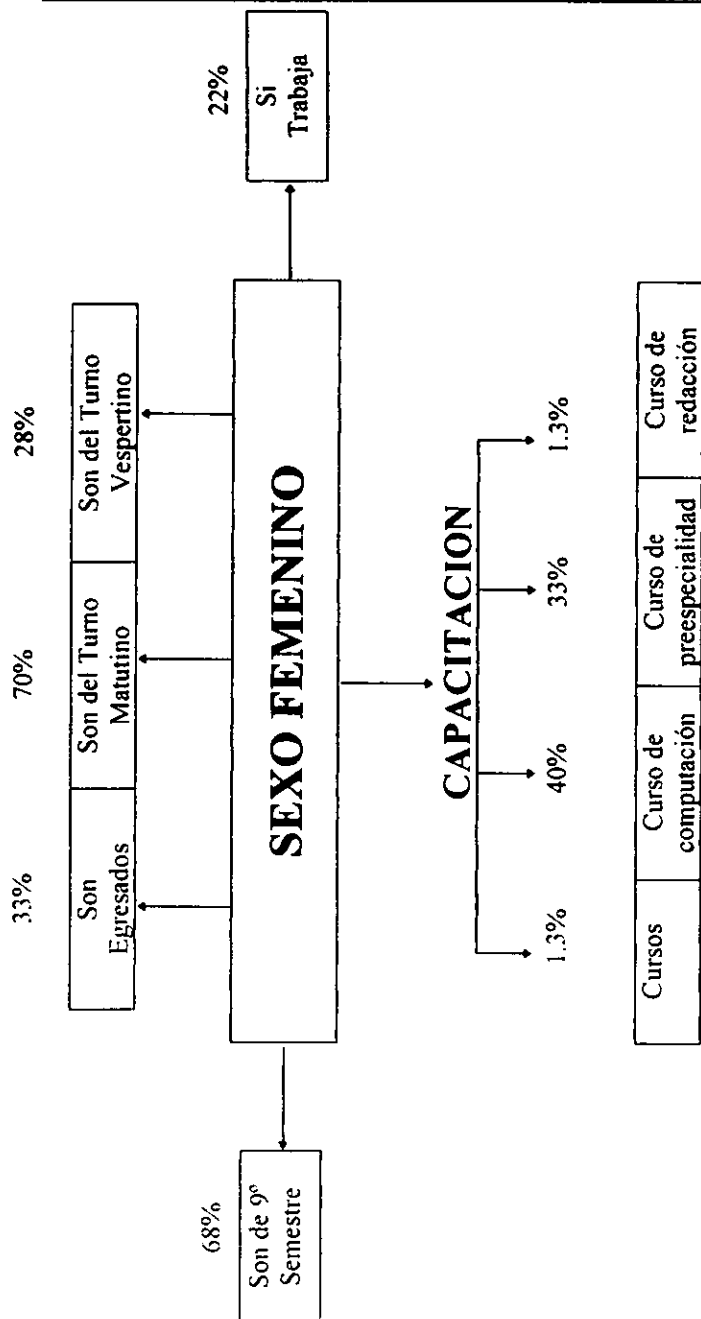 33%
70%
28%
Son
Egresados
Son del Turno
Matutino
Son del Turno
Vespertino
68%
Son de 9º
Semestre
SEXO FEMENINO
22%
Si
Trabaja
CAPACITACION
1.3%
40%
33%
1.3%
Cursos
Curso de
computación
Curso de
preespecialidad
Curso de
redacción